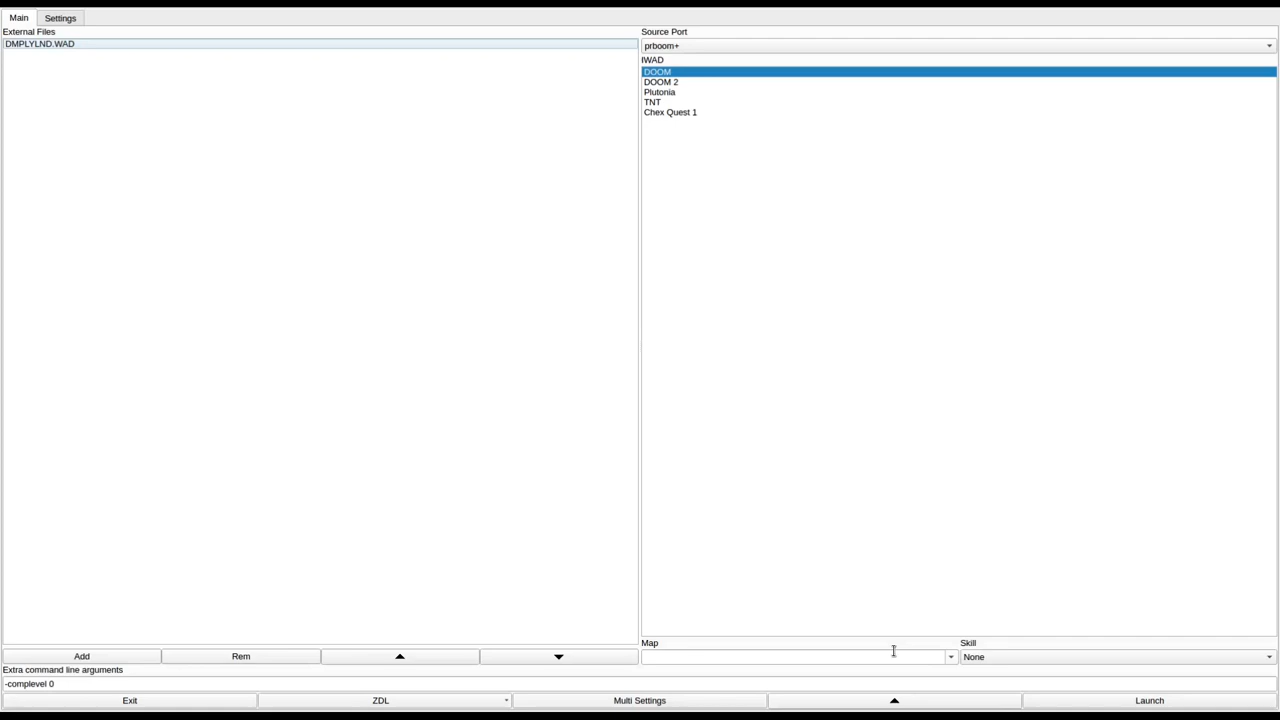 Main Settings
External Files
DMPLYLND.WAD
Source Port
prboom+
IWAD
DOOM
DOOM 2
Plutonia
TNT
Chex Quest 1
Add Rem
Map Skill
None
Extra command line arguments
-complevel 0
Exit ZDL Multi Settings Launch